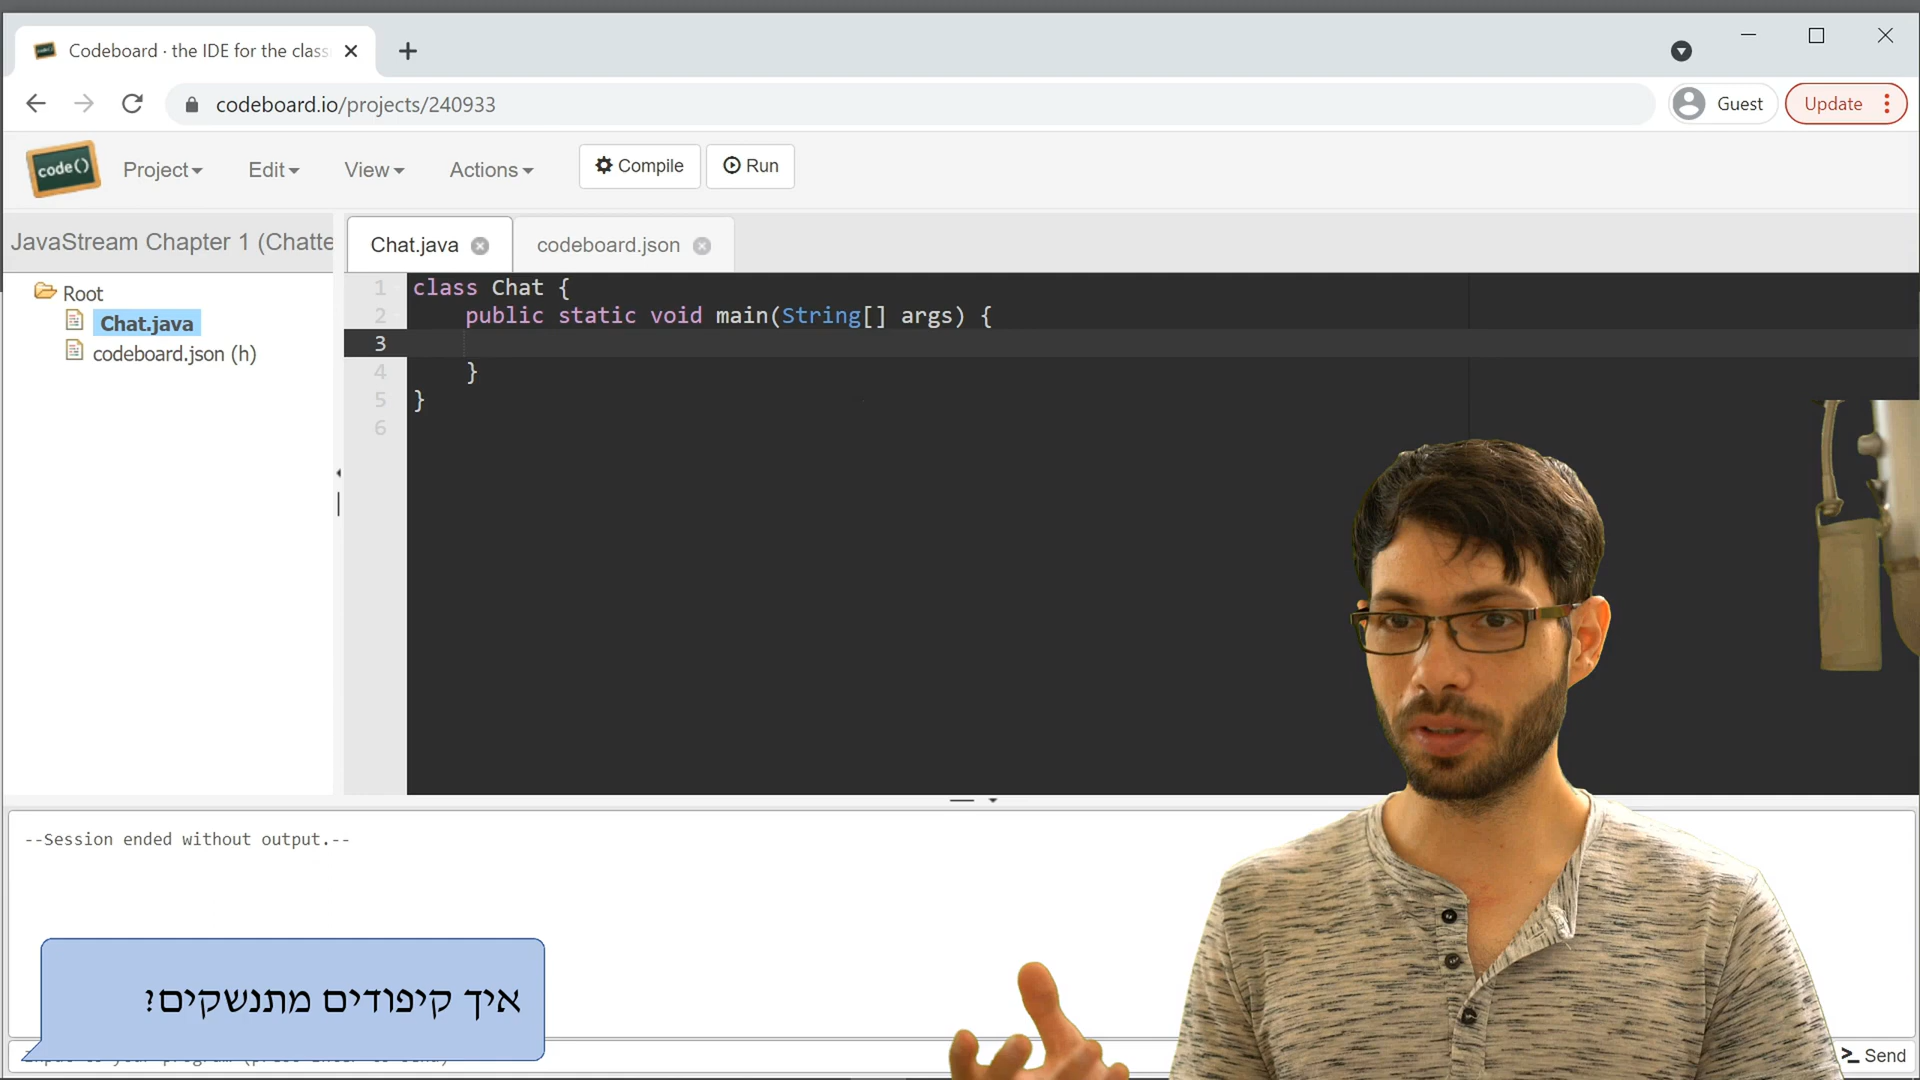 Codeboard · the IDE for the class
codeboard.io/projects/240933
Guest
Update
code()
Project
Edit
View
Actions
Compile
Run
JavaStream Chapter 1 (Chatte
Chat.java
codeboard.json
Root
Chat.java
codeboard.json (h)
1 class Chat {
2 public static void main(String[] args) {
3
4 }
5 }
6
--Session ended without output.--
איך קיפודים מתנשקים?
Send